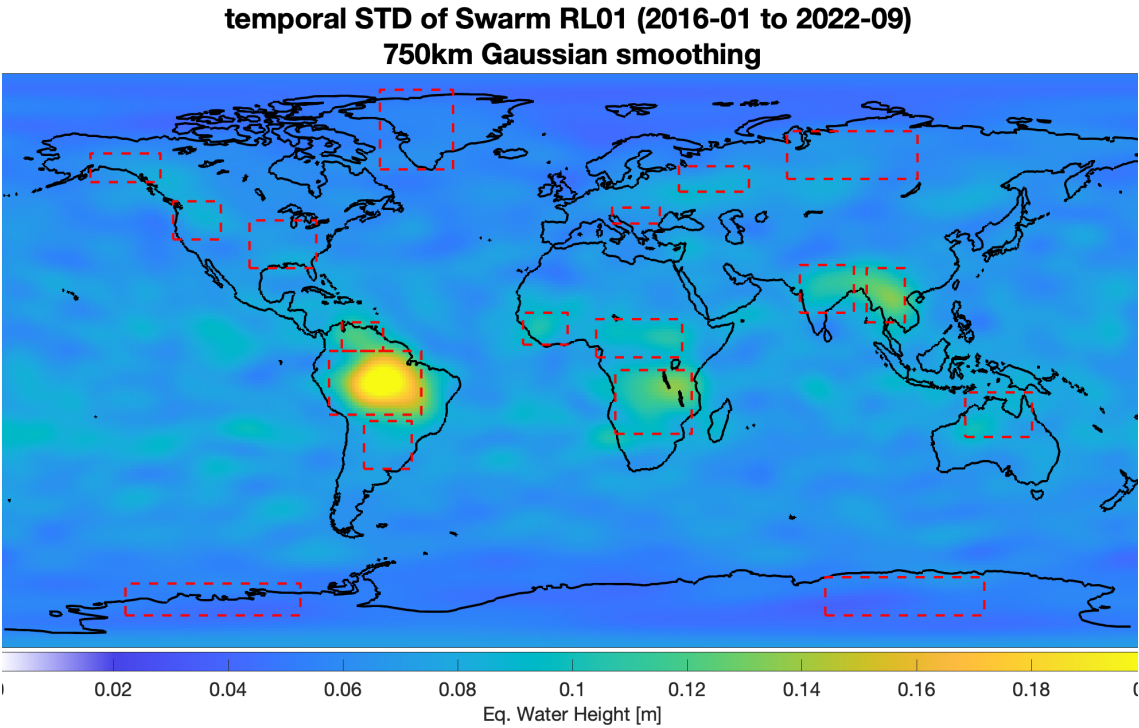 temporal STD of Swarm RL01 (2016-01 to 2022-09)
750km Gaussian smoothing
0.02 0.04 0.06 0.08 0.1 0.12 0.14 0.16 0.18
Eq. Water Height [m]